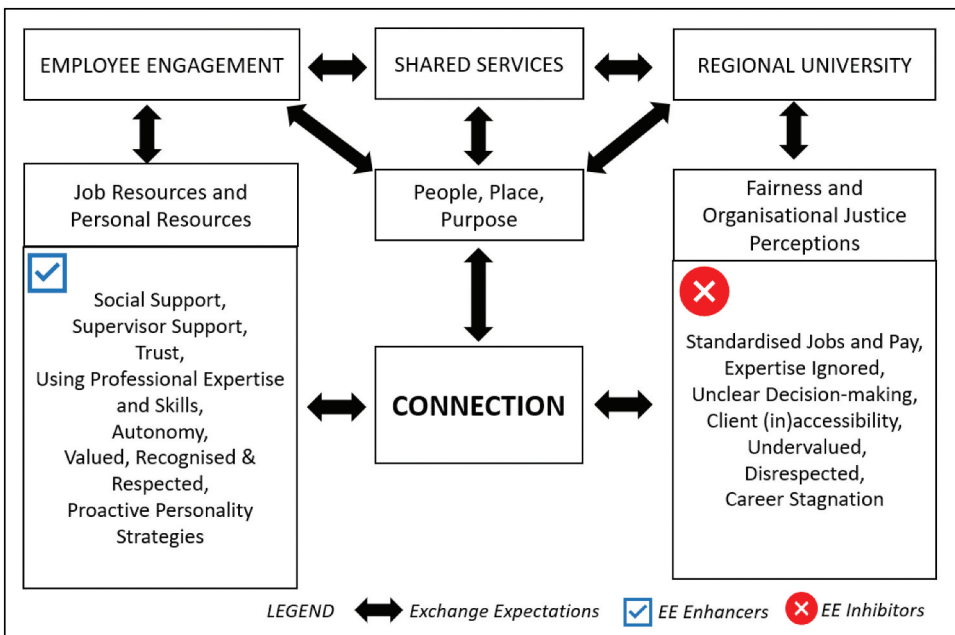 EMPLOYEE ENGAGEMENT
SHARED SERVICES
REGIONAL UNIVERSITY
Job Resources and
Personal Resources
People, Place,
Purpose
Fairness and
Organisational Justice
Perceptions
Social Support,
Supervisor Support,
Trust,
Using Professional Expertise
and Skills,
Autonomy,
Valued, Recognised &
Respected,
Proactive Personality
Strategies
CONNECTION
Standardised Jobs and Pay,
Expertise Ignored,
Unclear Decision-making,
Client (in)accessibility,
Undervalued,
Disrespected,
Career Stagnation
LEGEND Exchange Expectations EE Enhancers EE Inhibitors